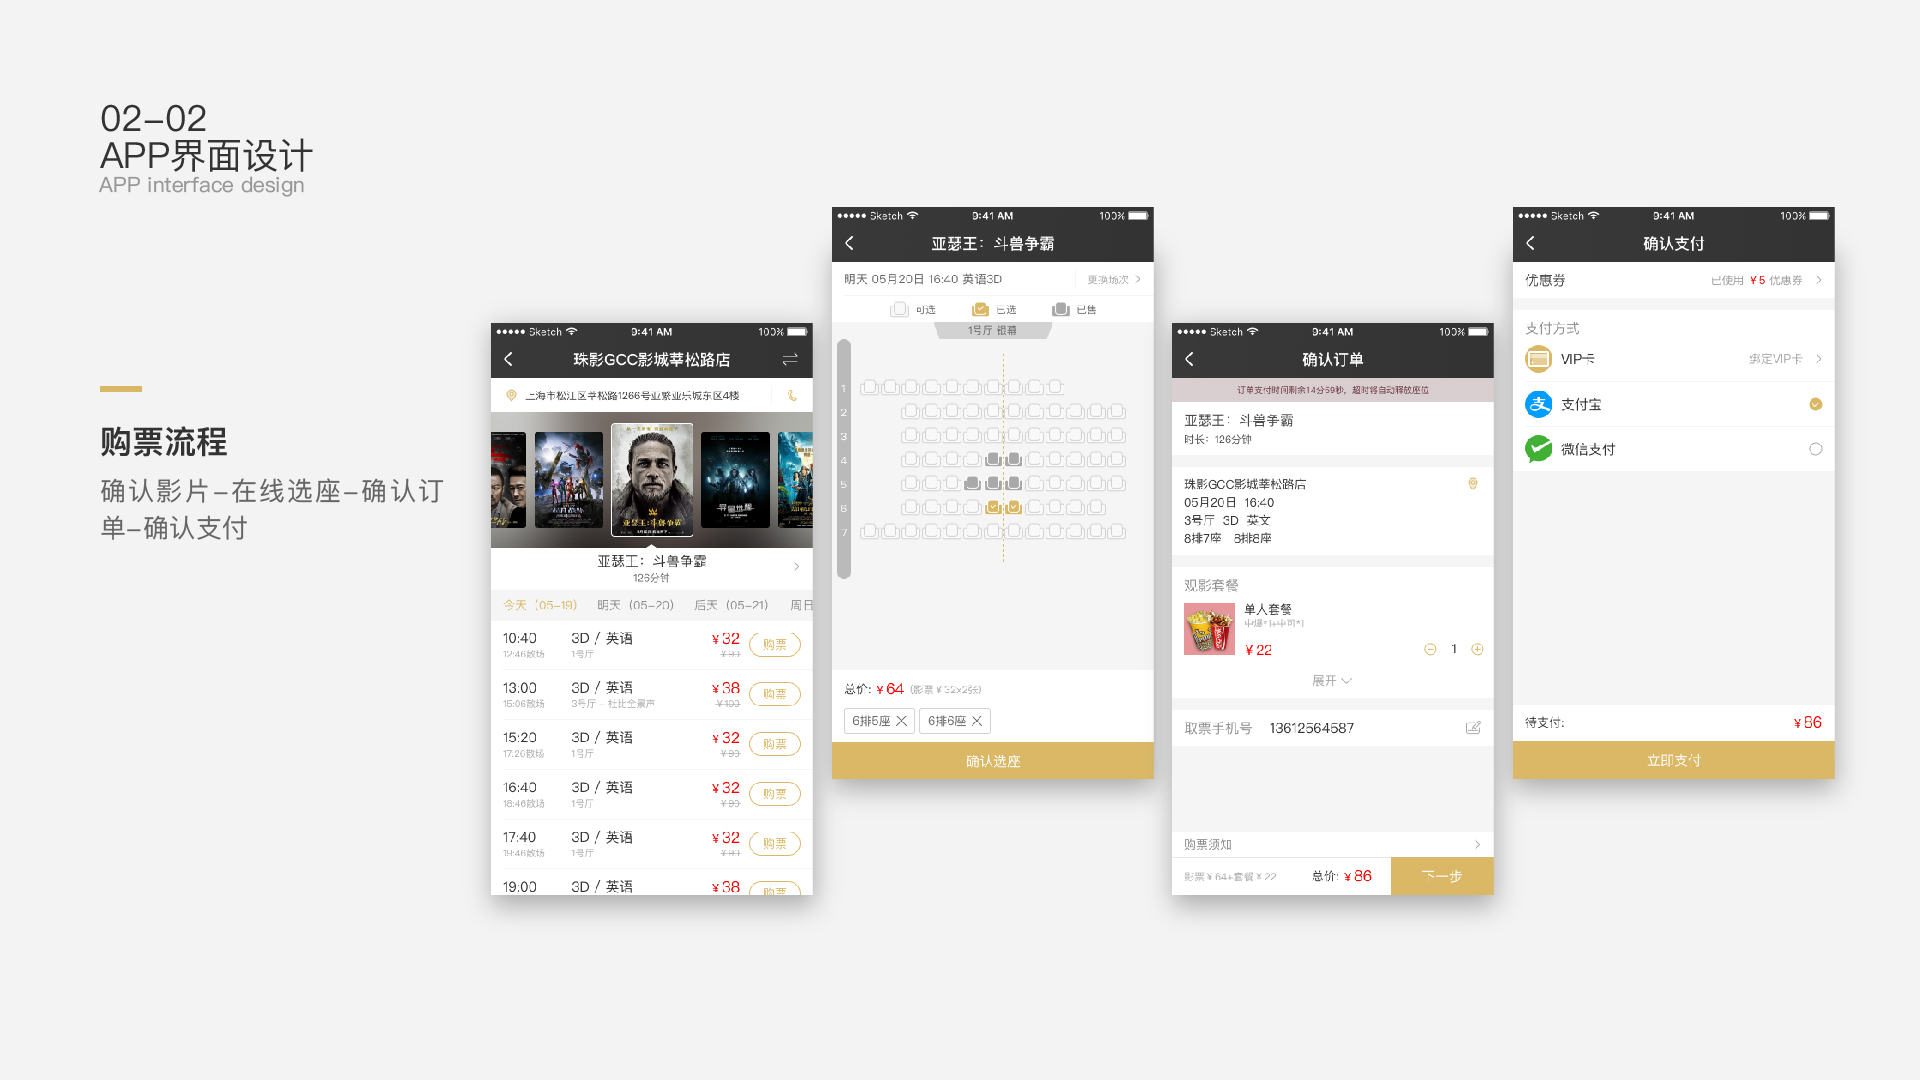 02-02
APP界面设计
APP interface design
购票流程
确认影片-在线选座-确认订
单-确认支付
Sketch 9:41 AM 100%
珠影GCC影城莘松路店
上海市松江区莘松路1266号亚繁亚乐城东区4楼
亚瑟王：斗兽争霸
126分钟
今天（05-19） 明天（05-20） 后天（05-21） 周日
10:40 3D / 英语 ¥32 购票
12:46散场 1号厅 ¥90
13:00 3D / 英语 ¥38 购票
15:06散场 3号厅 - 杜比全景声 ¥100
15:20 3D / 英语 ¥32 购票
17:26散场 1号厅 ¥90
16:40 3D / 英语 ¥32 购票
18:46散场 1号厅 ¥90
17:40 3D / 英语 ¥32 购票
19:46散场 1号厅 ¥90
19:00 3D / 英语 ¥38 购票
Sketch 9:41 AM 100%
亚瑟王：斗兽争霸
明天 05月20日 16:40 英语3D 更换场次
可选 已选 已售
1号厅 银幕
1
2
3
4
5
6
7
总价: ¥64 (影票¥32x2张)
6排5座 6排6座
确认选座
Sketch 9:41 AM 100%
确认订单
订单支付时间剩余14分59秒，超时将自动释放座位
亚瑟王：斗兽争霸
时长：126分钟
珠影GCC影城莘松路店
05月20日 16:40
3号厅 3D 英文
8排7座 8排8座
观影套餐
单人套餐
中爆*1+中可*1
¥22 1
展开
取票手机号 13612564587
购票须知
影票¥64+套餐¥22 总价: ¥86 下一步
Sketch 9:41 AM 100%
确认支付
优惠券 已使用 ¥5 优惠券
支付方式
VIP卡 绑定VIP卡
支付宝
微信支付
待支付: ¥86
立即支付